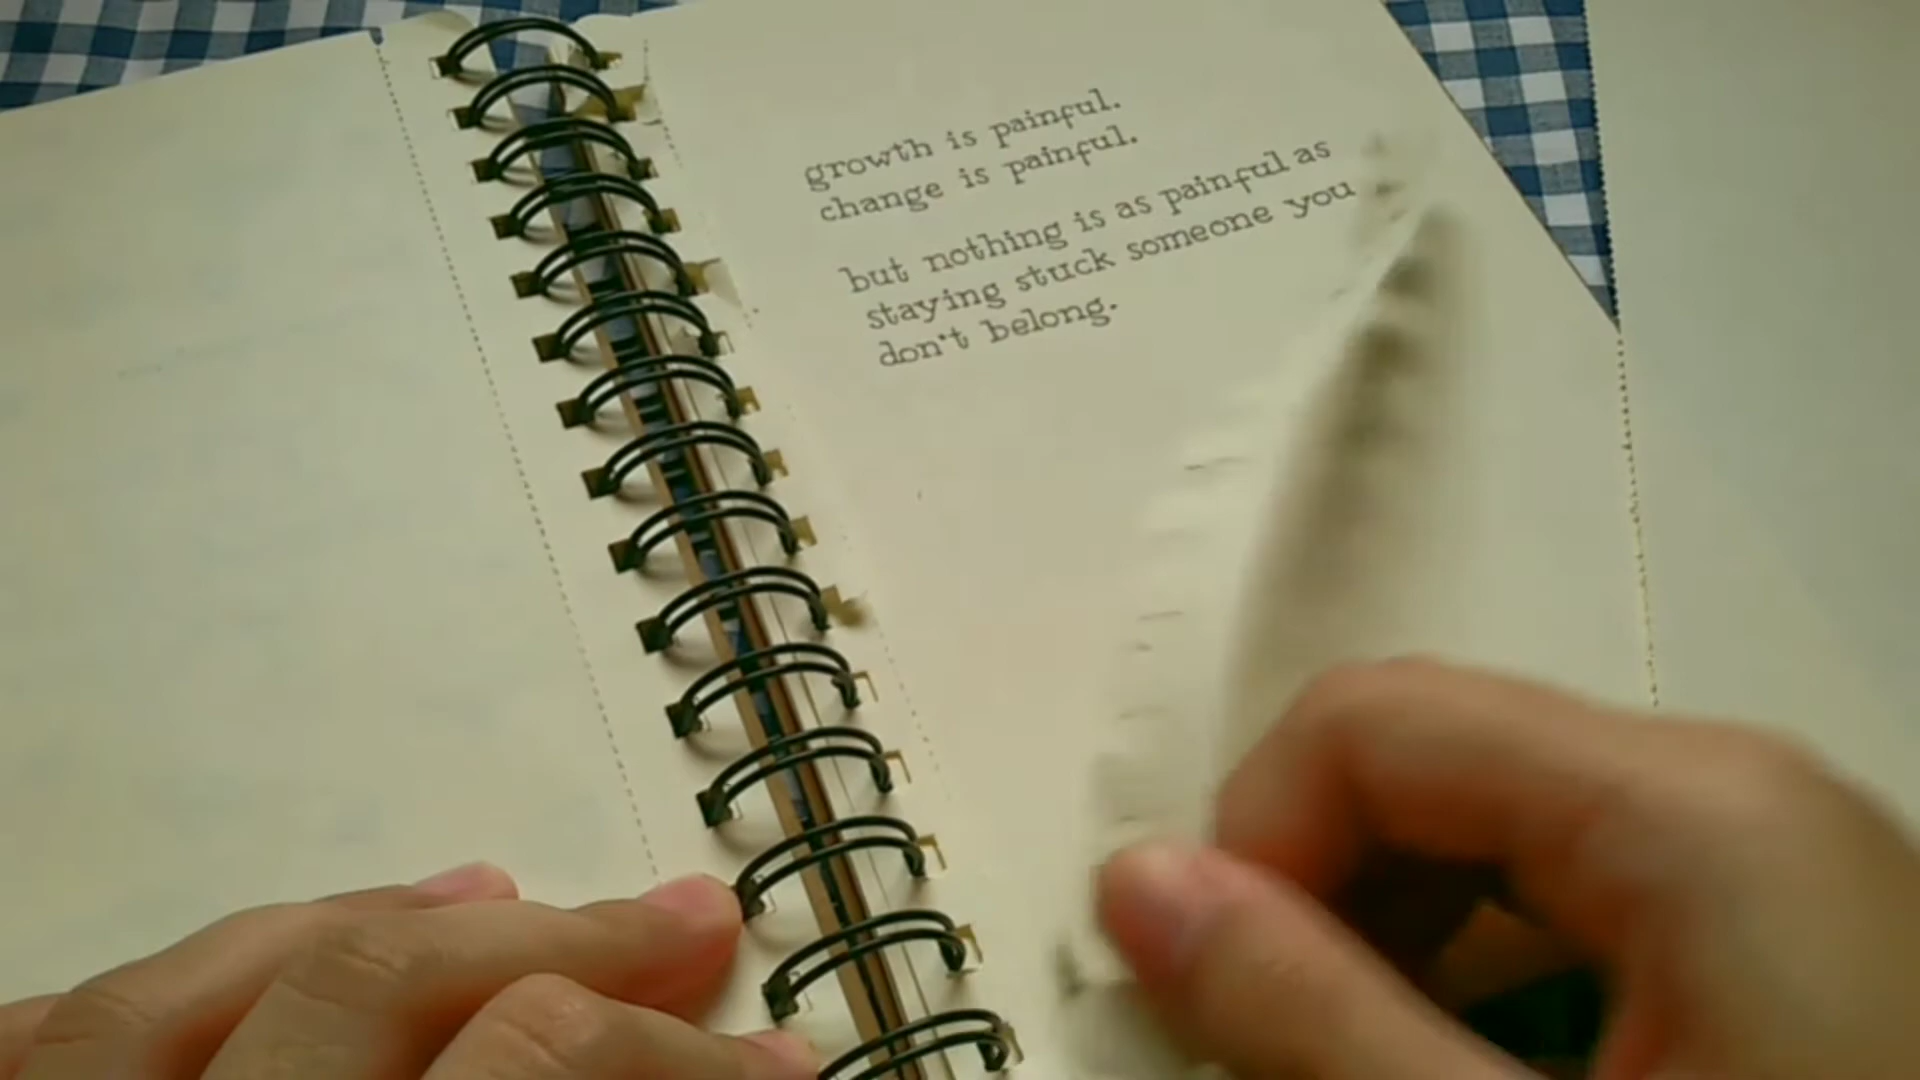 growth is painful.
change is painful.
but nothing is as painful as
staying stuck someone you
don't belong.